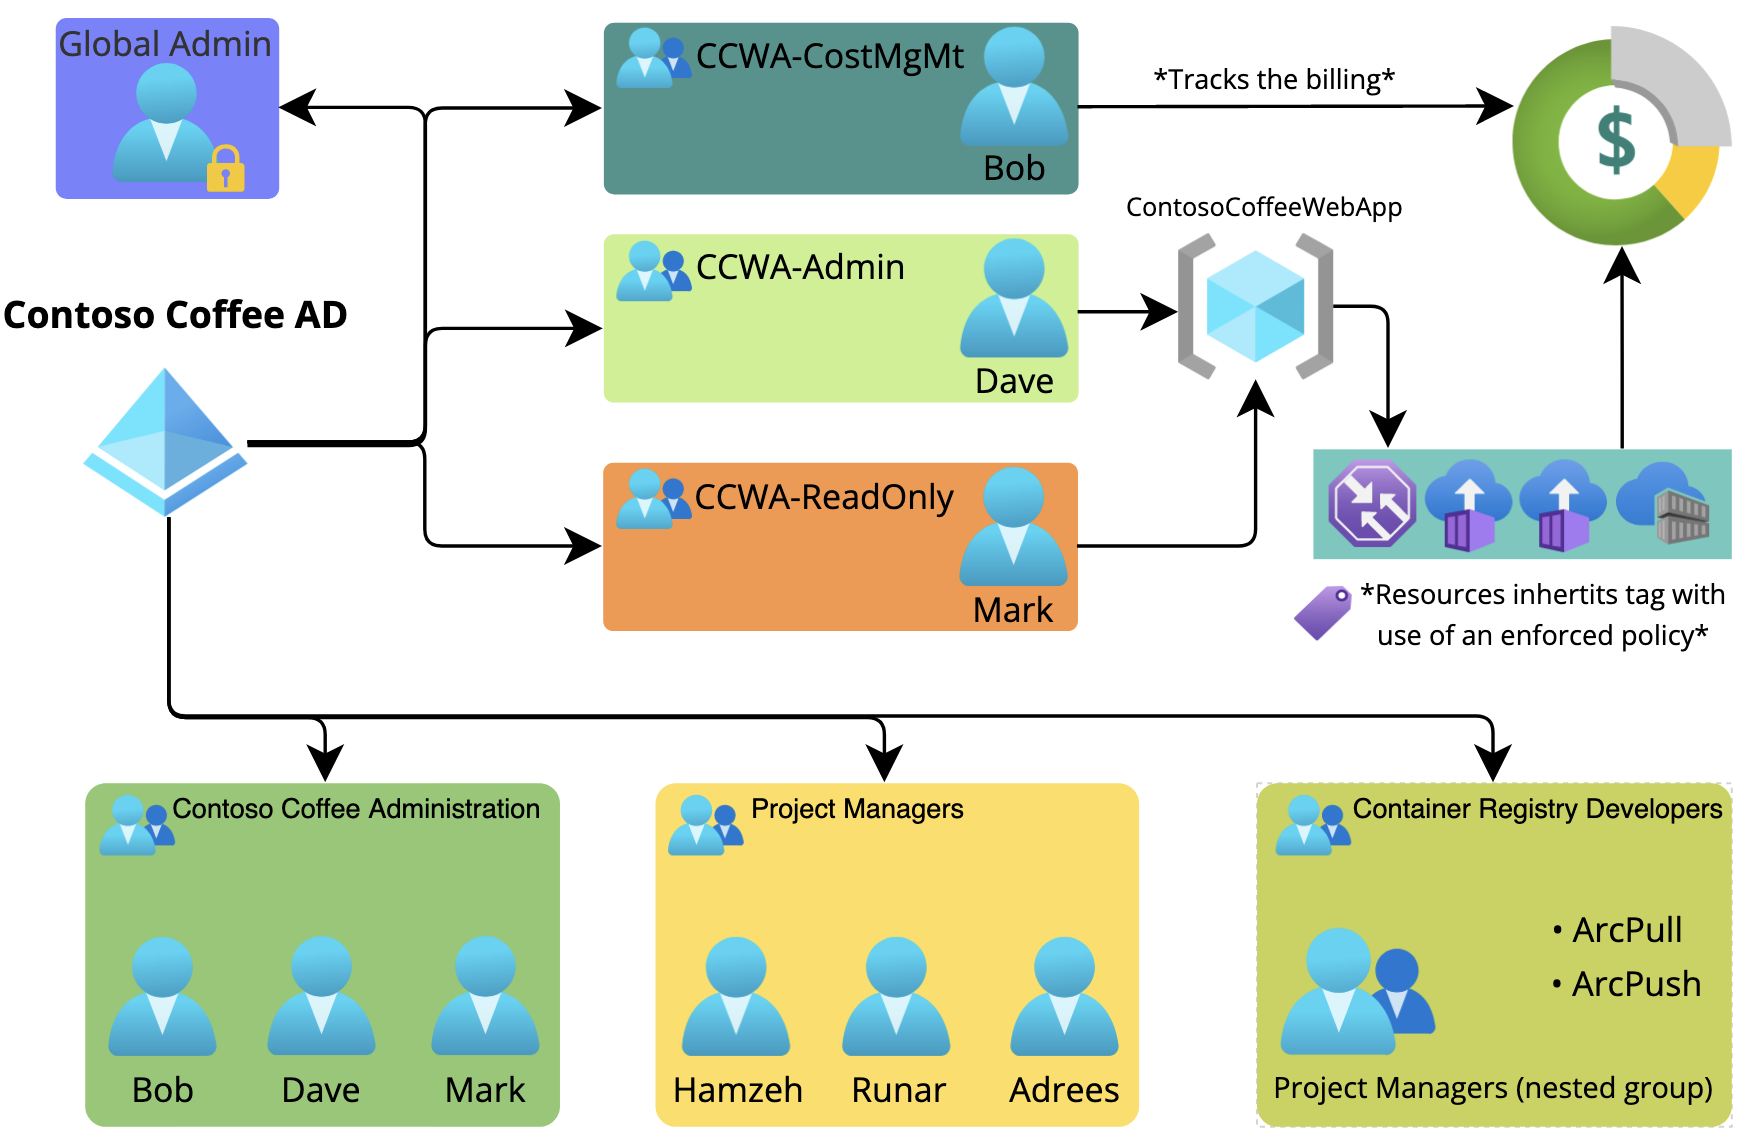 Global Admin
CCWA-CostMgMt
Bob
*Tracks the billing*
$
ContosoCoffeeWebApp
CCWA-Admin
Dave
Contoso Coffee AD
CCWA-ReadOnly
Mark
*Resources inhertits tag with
use of an enforced policy*
Contoso Coffee Administration
Bob
Dave
Mark
Project Managers
Hamzeh
Runar
Adrees
Container Registry Developers
• ArcPull
• ArcPush
Project Managers (nested group)